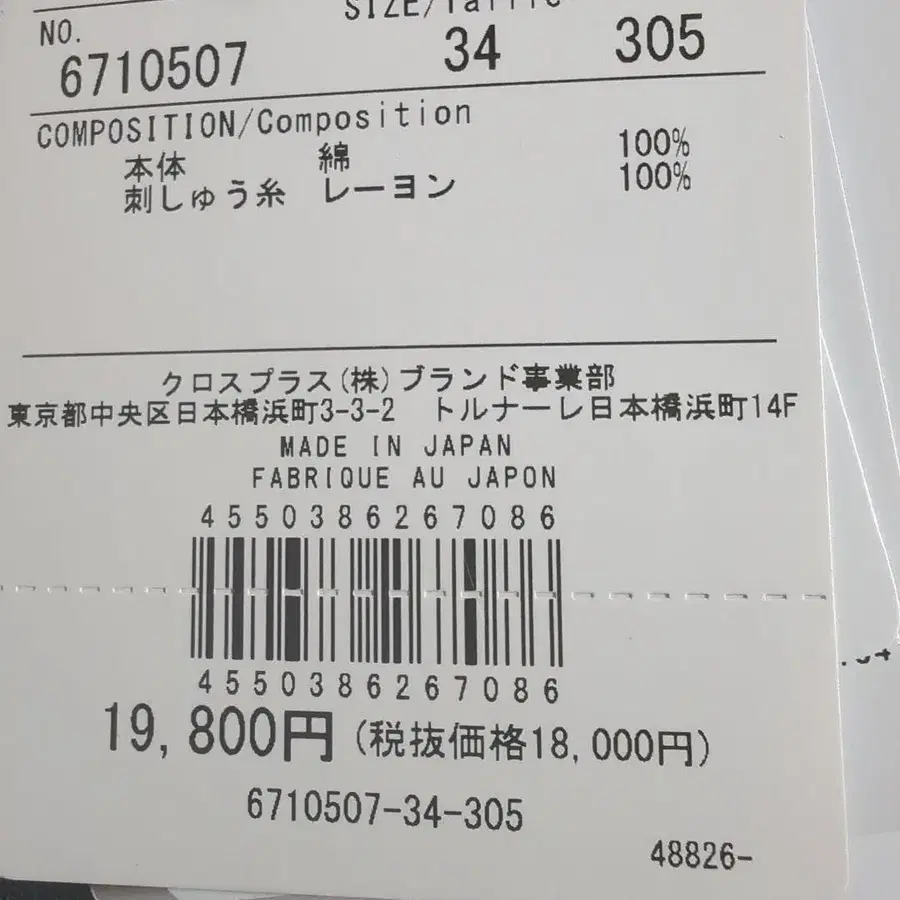 NO. SIZE/Taille
6710507 34 305
COMPOSITION/Composition
本体 綿 100%
刺しゅう糸 レーヨン 100%
クロスプラス(株)ブランド事業部
東京都中央区日本橋浜町3-3-2 トルナーレ日本橋浜町14F
MADE IN JAPAN
FABRIQUE AU JAPON
4550386267086
4550386267086
19,800円(税抜価格18,000円)
6710507-34-305
48826-